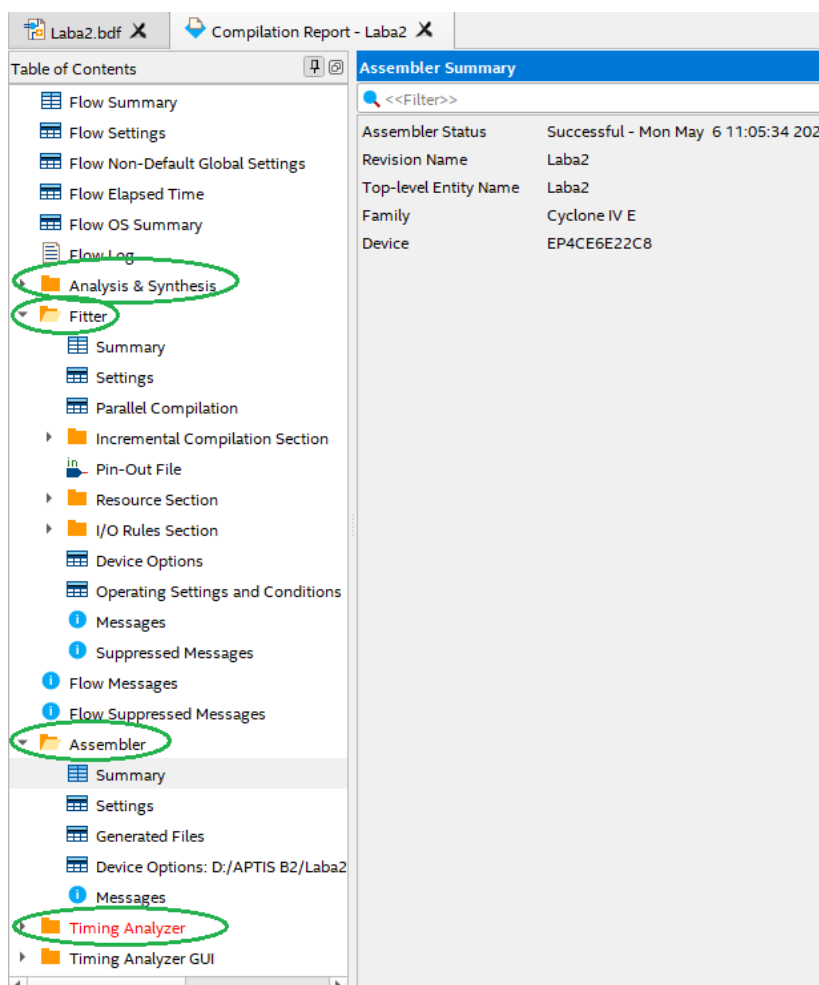 Laba2.bdf
Compilation Report - Laba2
Table of Contents
Flow Summary
Flow Settings
Flow Non-Default Global Settings
Flow Elapsed Time
Flow OS Summary
Flow Log
Analysis & Synthesis
Fitter
Summary
Settings
Parallel Compilation
Incremental Compilation Section
in
Pin-Out File
Resource Section
I/O Rules Section
Device Options
Operating Settings and Conditions
Messages
Suppressed Messages
Flow Messages
Flow Suppressed Messages
Assembler
Summary
Settings
Generated Files
Device Options: D:/APTIS B2/Laba2
Messages
Timing Analyzer
Timing Analyzer GUI
Assembler Summary
<<Filter>>
Assembler Status Successful - Mon May 6 11:05:34 202
Revision Name Laba2
Top-level Entity Name Laba2
Family Cyclone IV E
Device EP4CE6E22C8